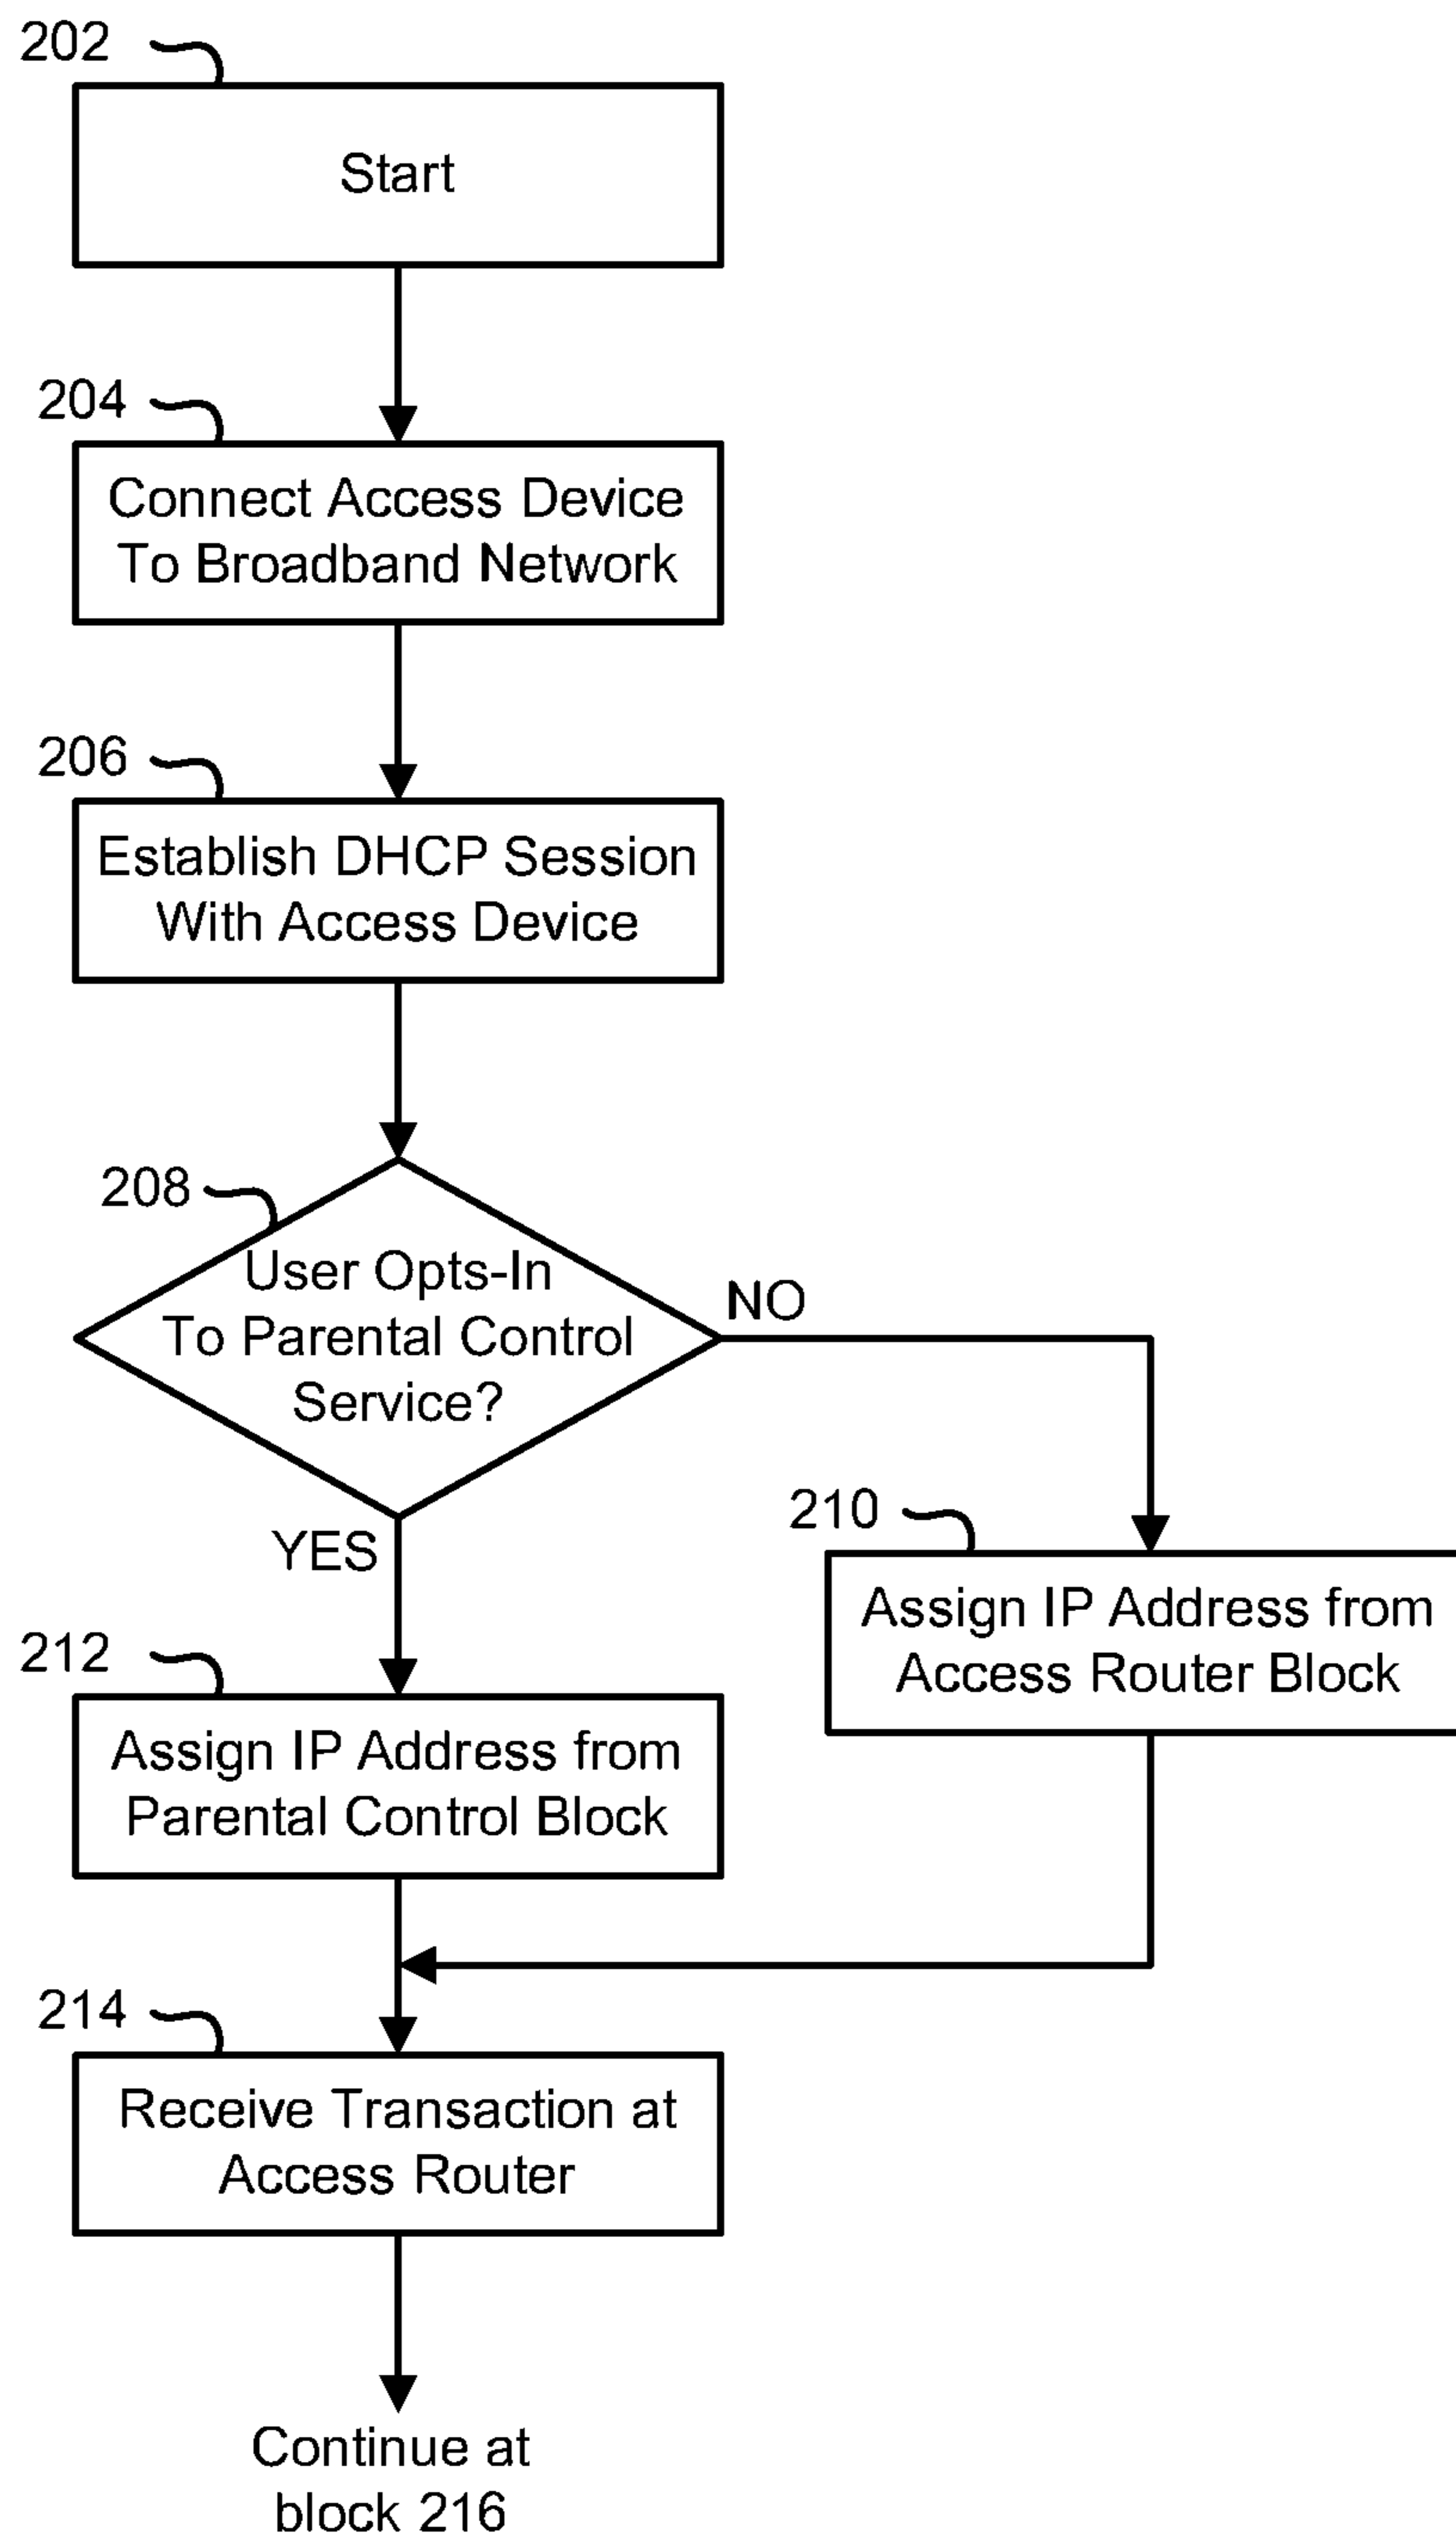 202
Start
204
Connect Access Device
To Broadband Network
206
Establish DHCP Session
With Access Device
208
User Opts-In
To Parental Control
Service?
NO
YES
210
Assign IP Address from
Access Router Block
212
Assign IP Address from
Parental Control Block
214
Receive Transaction at
Access Router
Continue at
block 216